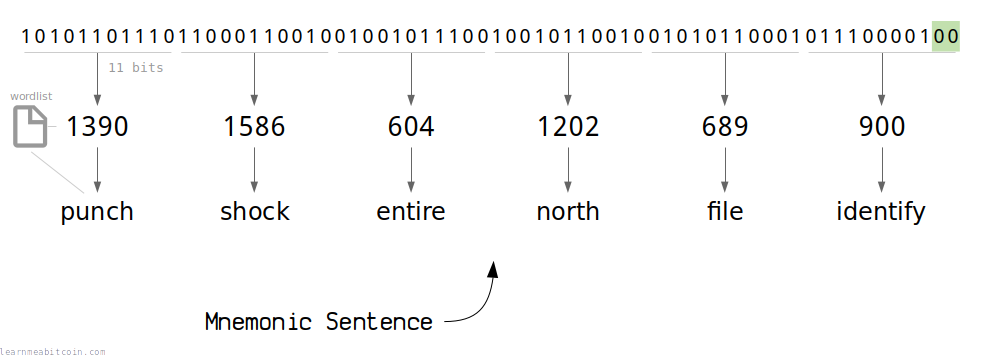 101011011101100011001001001011100100101100100101011000101110000100
11 bits
wordlist
1390 1586 604 1202 689 900
punch shock entire north file identify
Mnemonic Sentence
learnmeabitcoin.com